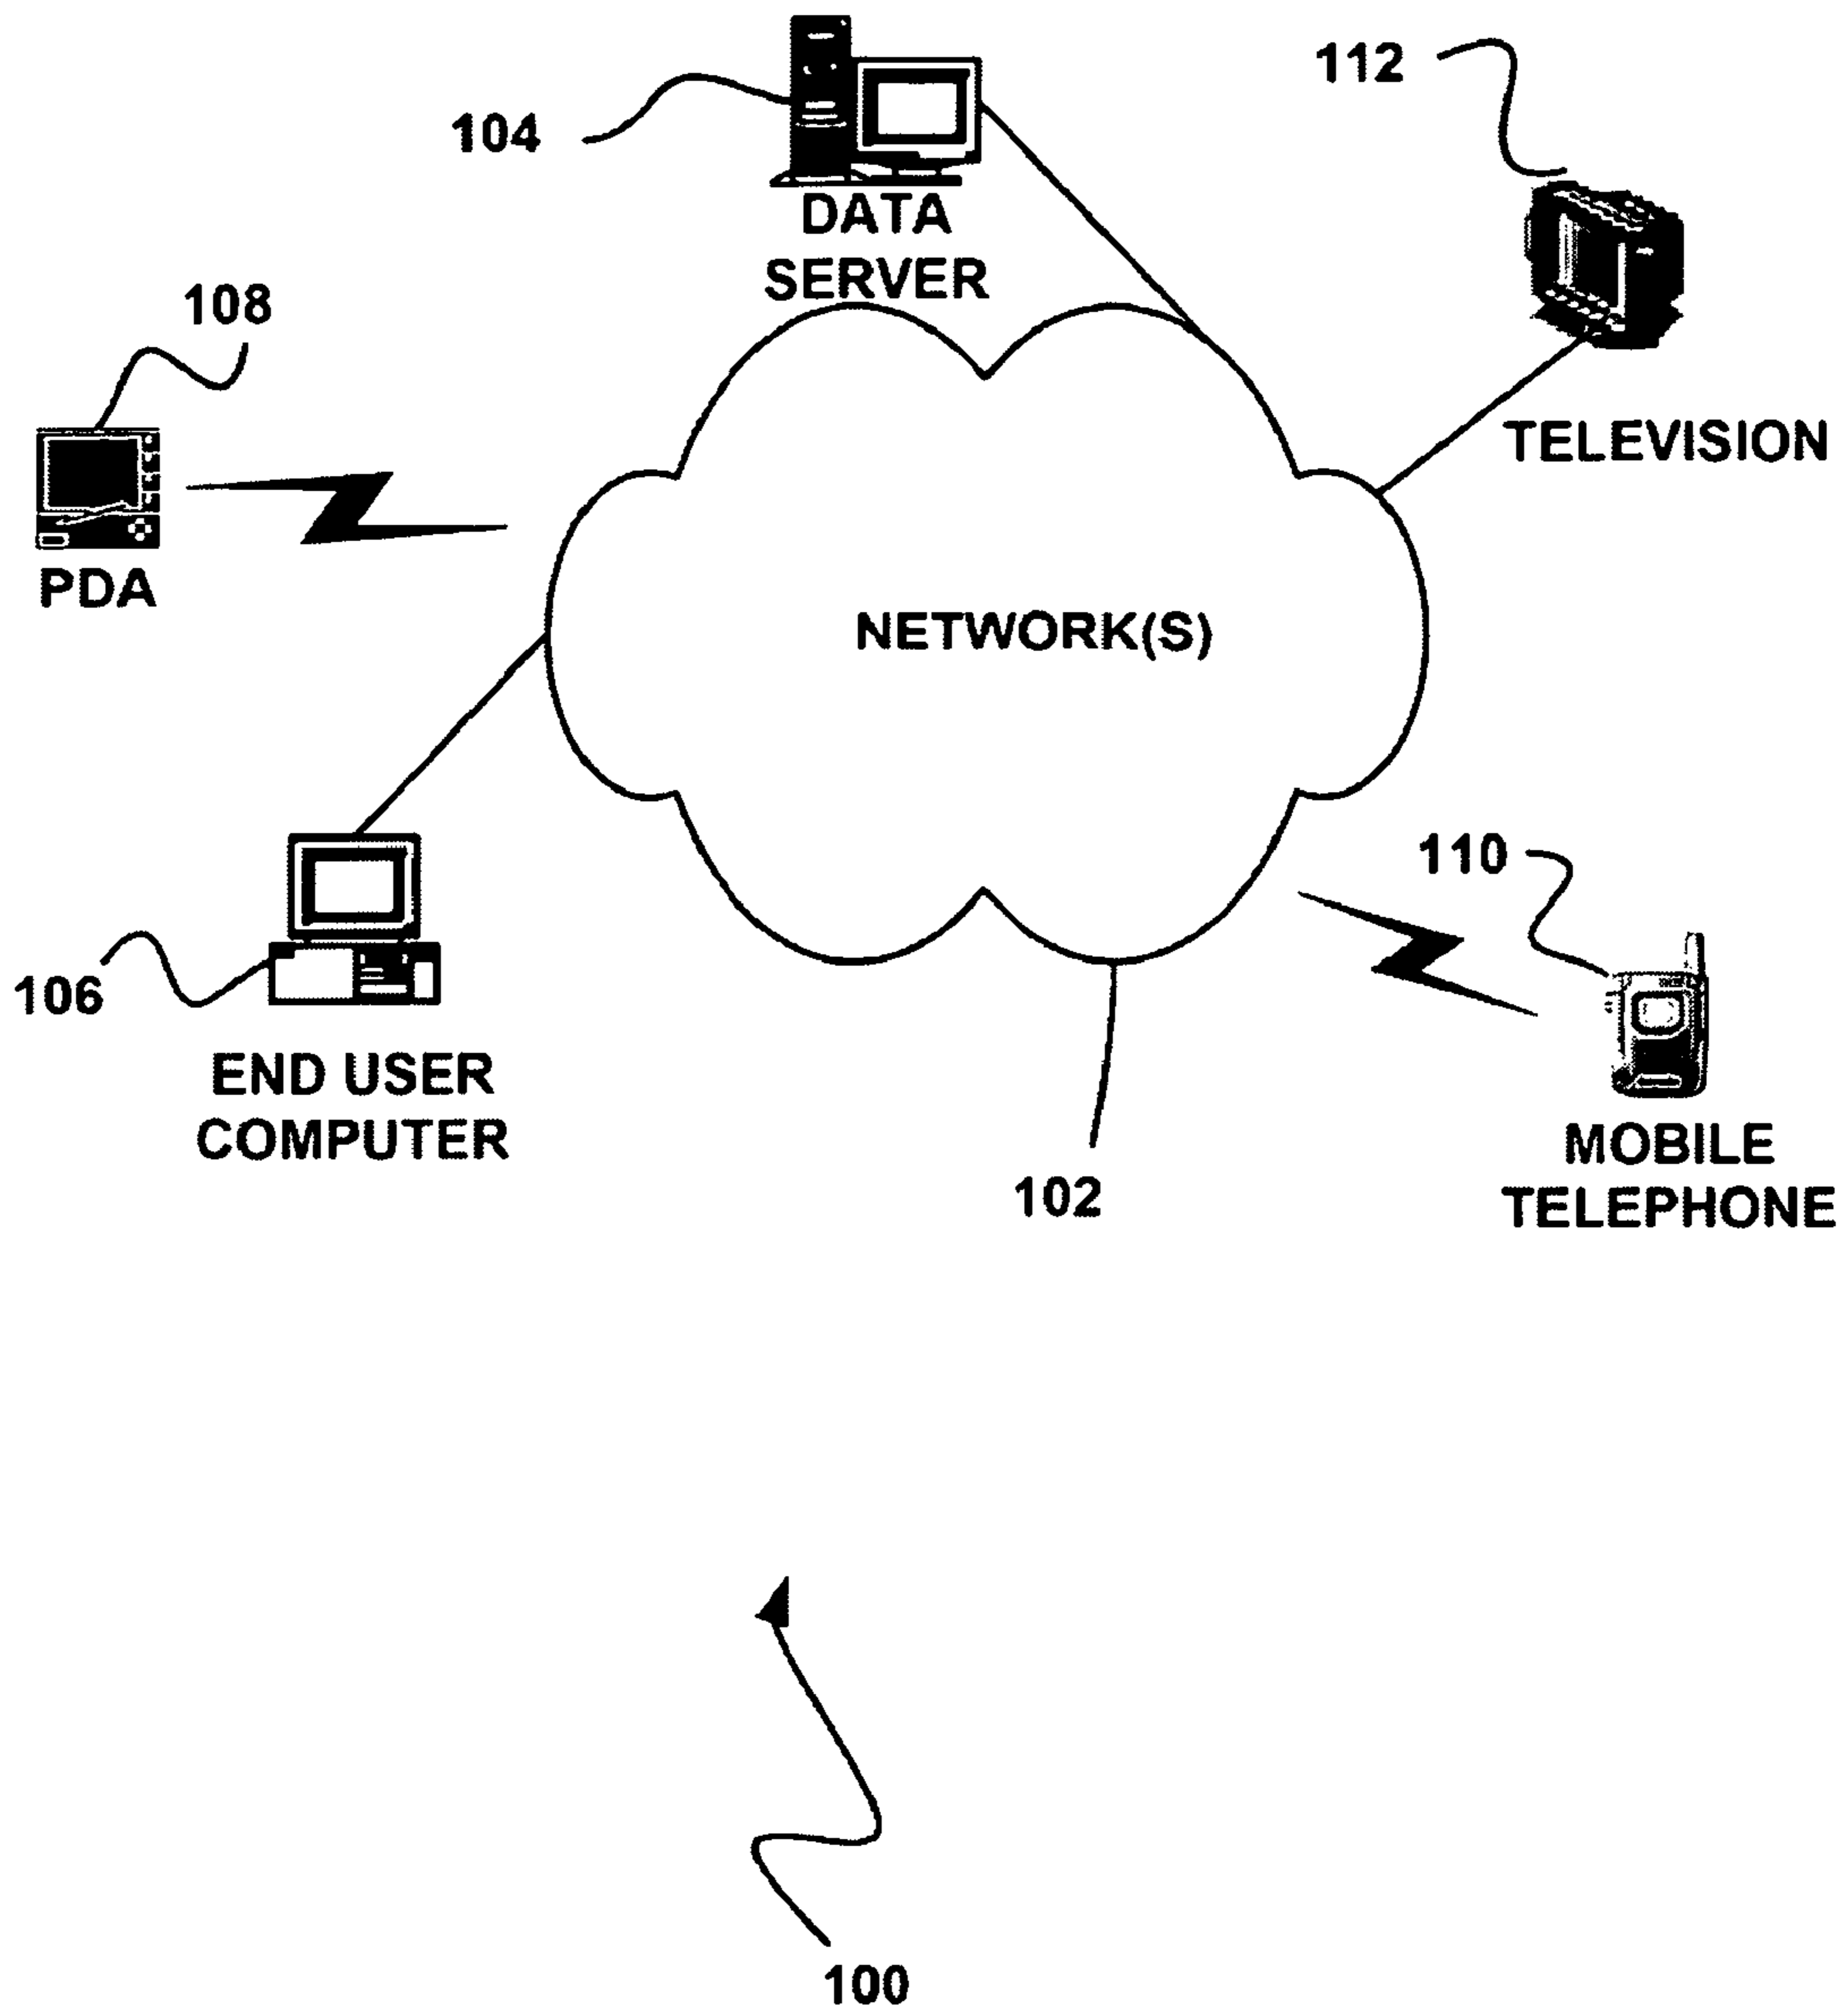 112
104
DATA
SERVER
108
TELEVISION
PDA
NETWORK(S)
110
106
END USER
COMPUTER
MOBILE
TELEPHONE
102
100